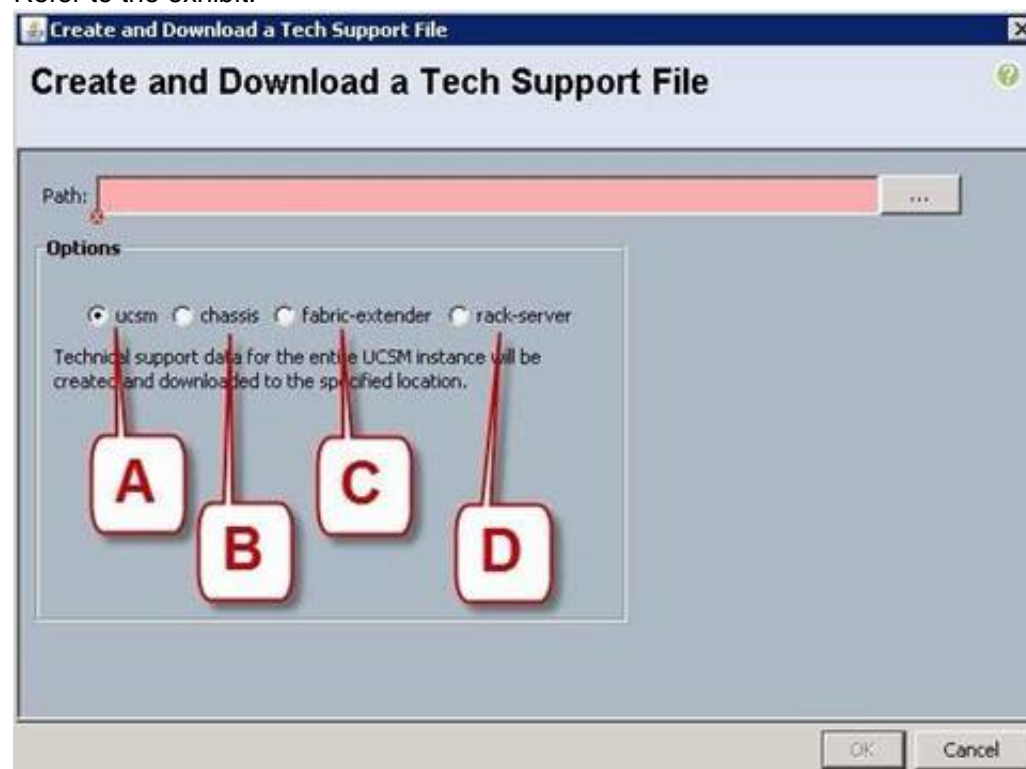 Refer to the exhibit.
Create and Download a Tech Support File
Create and Download a Tech Support File
Path:
...
Options
ucsm chassis fabric-extender rack-server
Technical support data for the entire UCSM instance will be
created and downloaded to the specified location.
A
C
B
D
OK Cancel